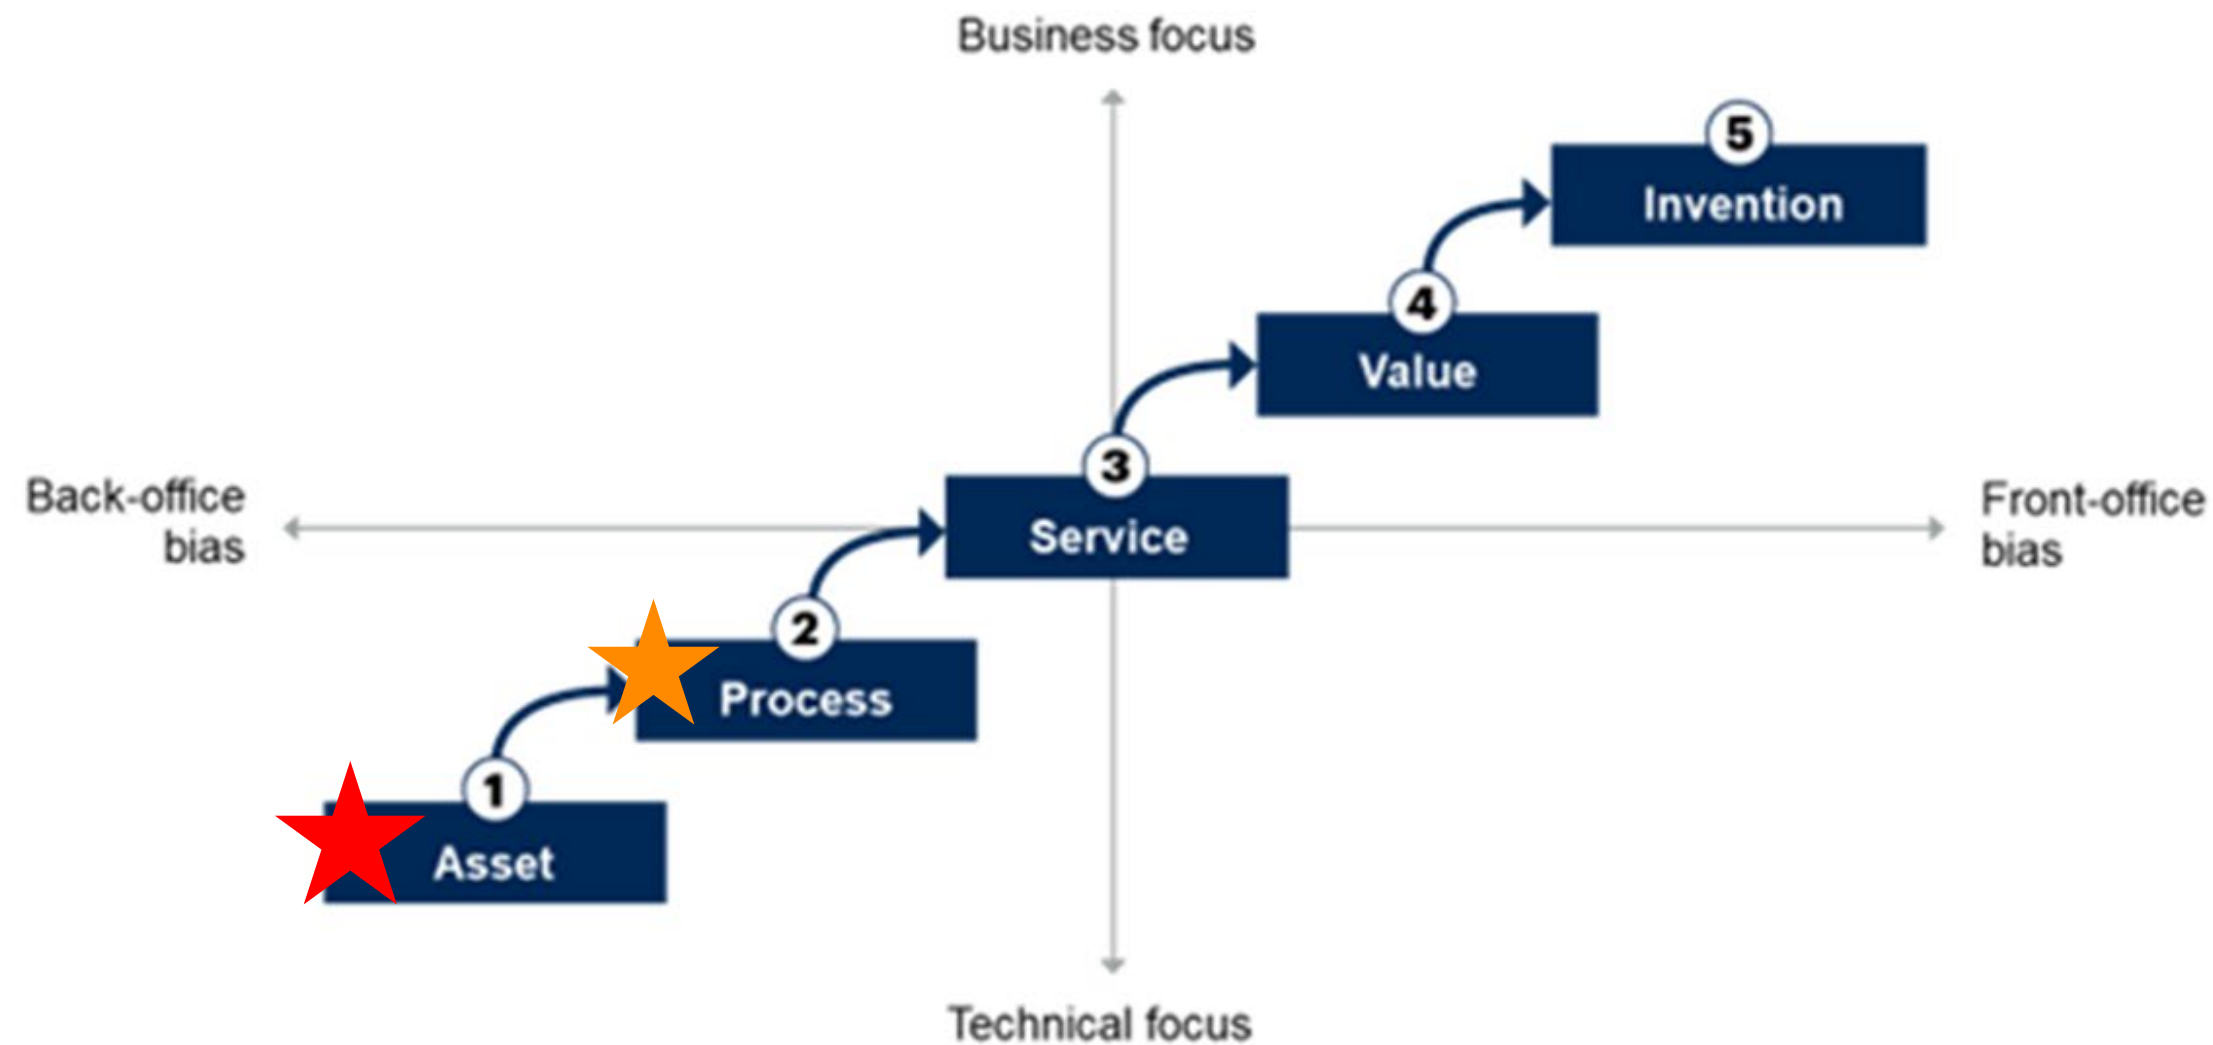 Business focus
5
Invention
4
Value
3
Back-office
bias
Service
Front-office
bias
2
Process
1
Asset
Technical focus